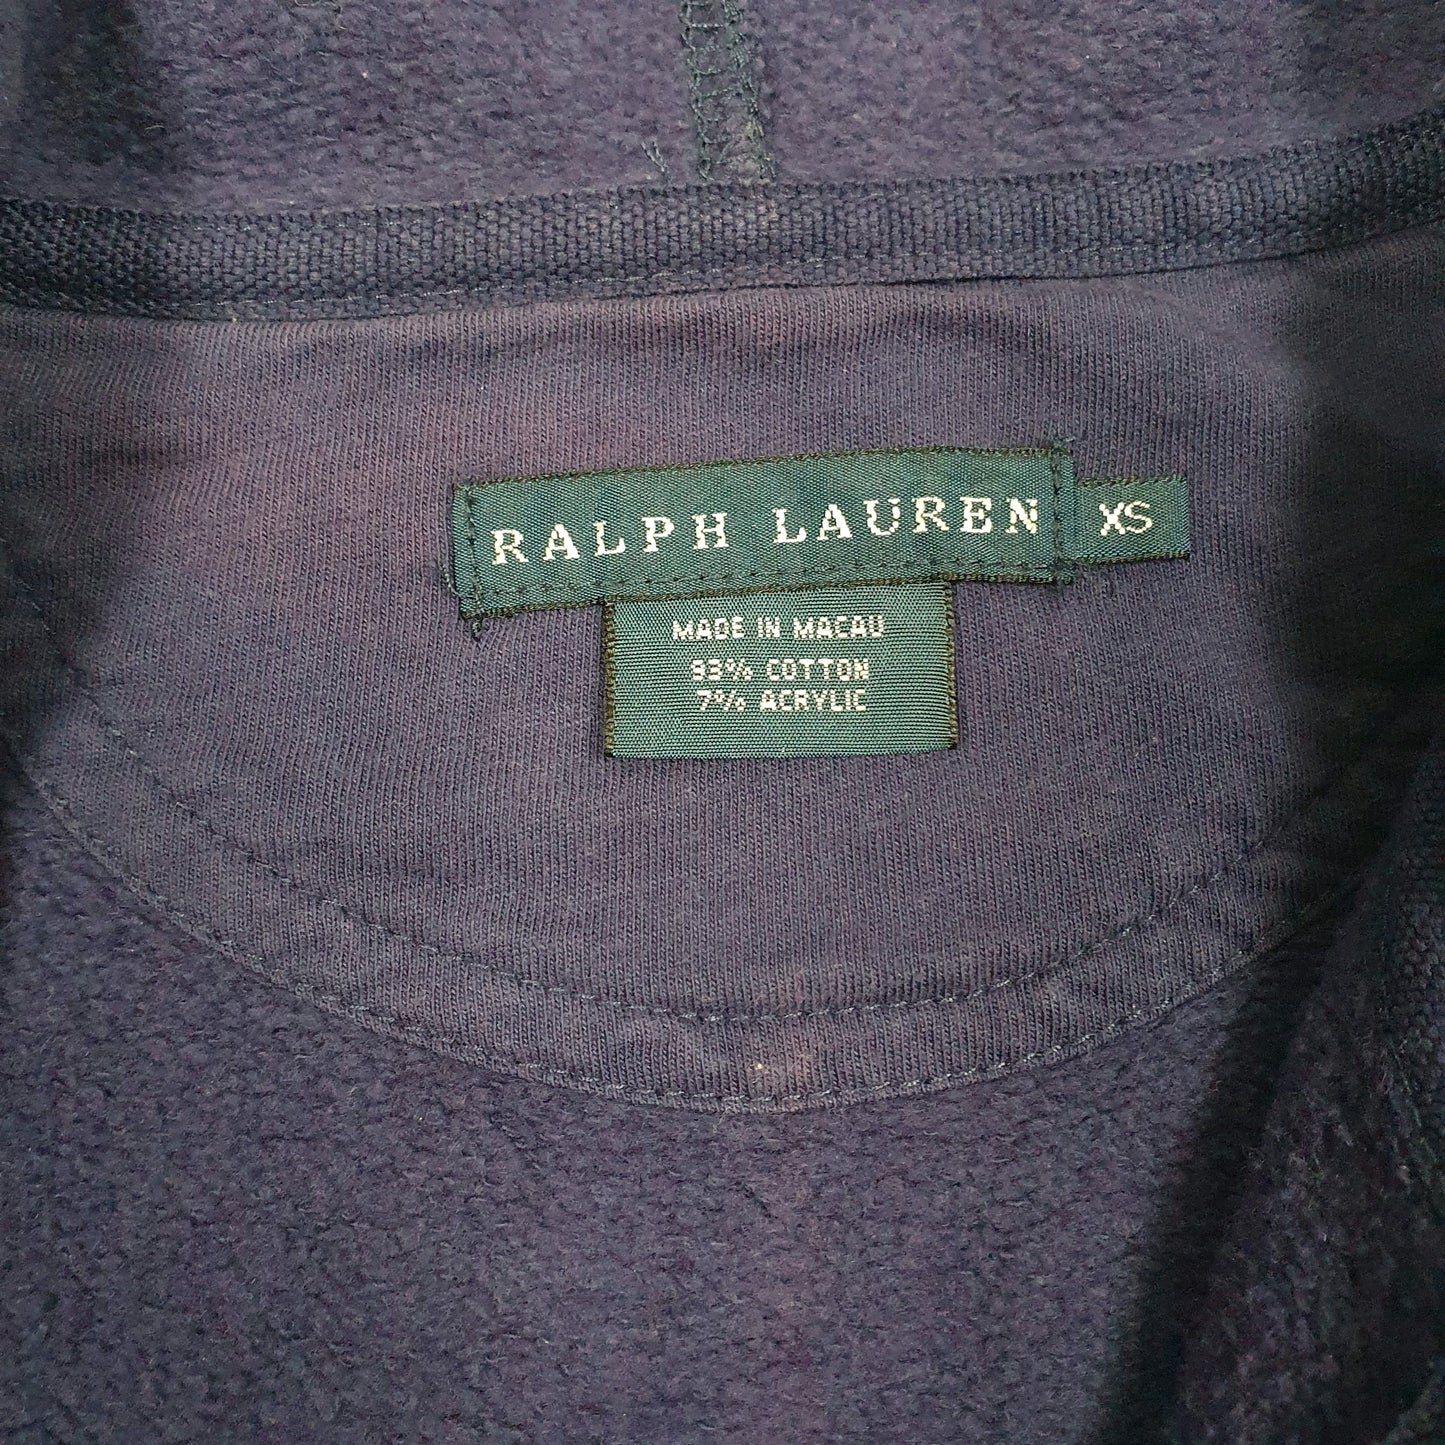 RALPH LAUREN
XS
MADE IN MACAU
93% COTTON
7% ACRYLIC